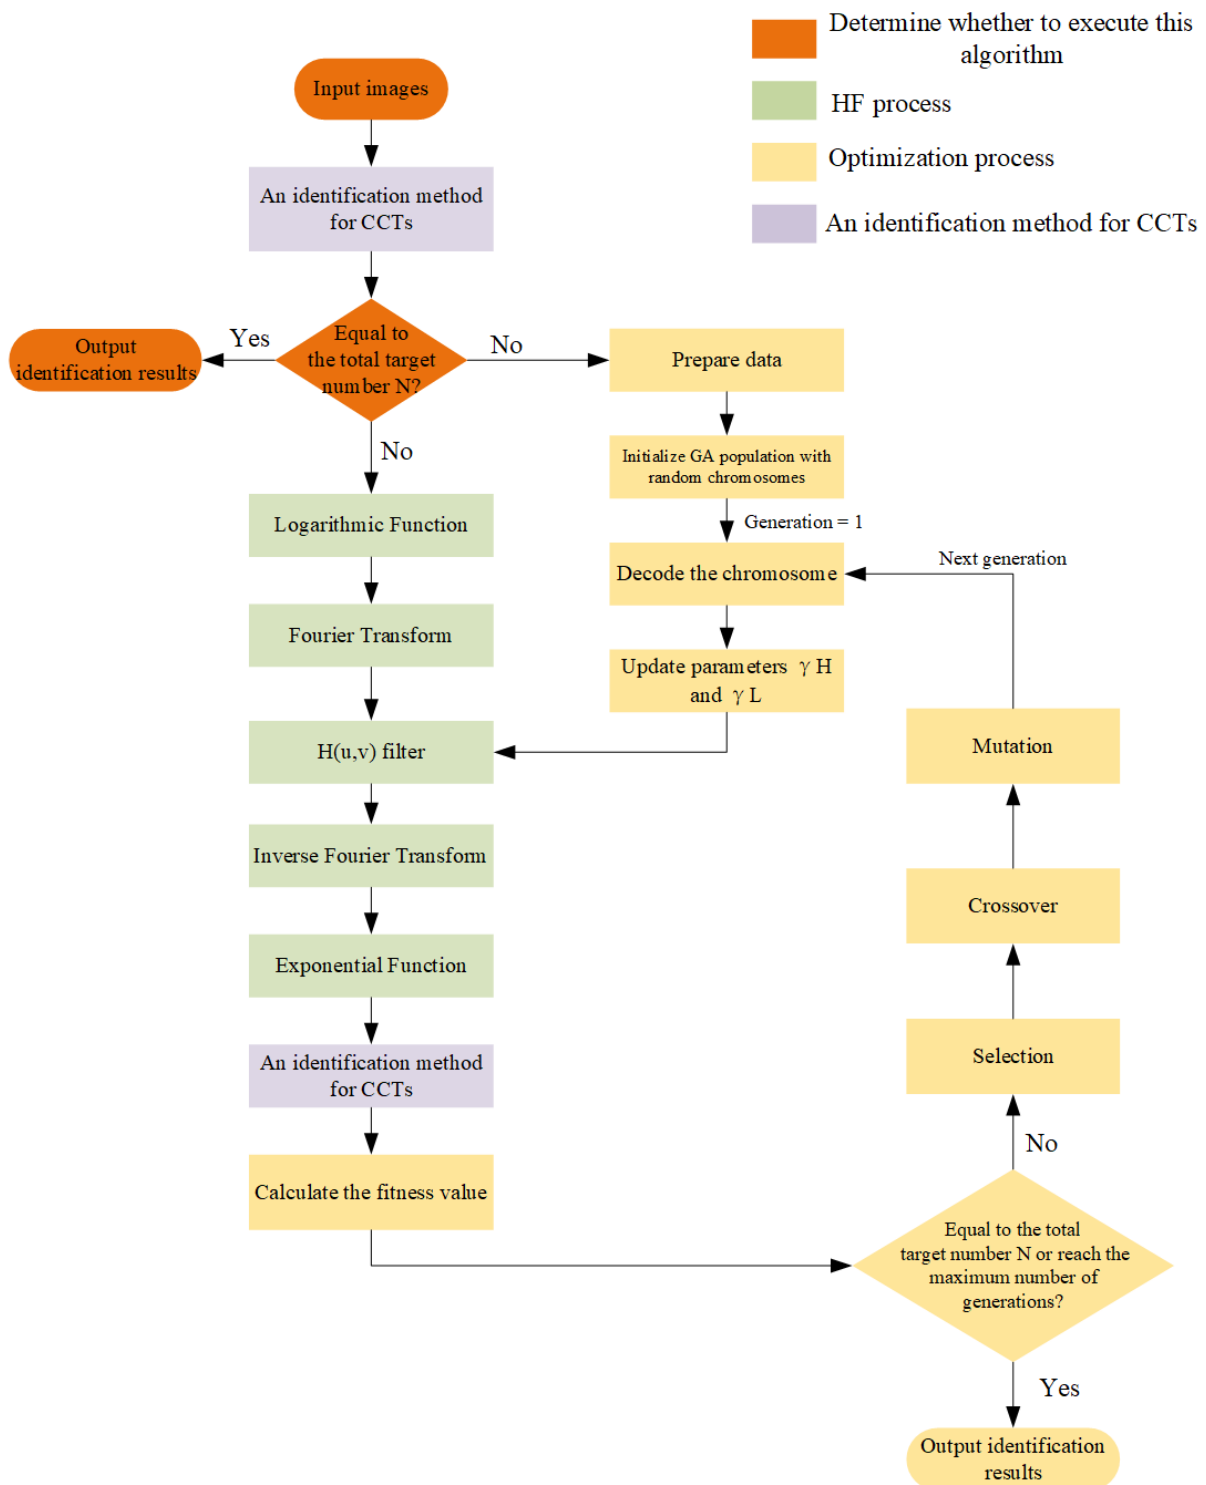 Determine whether to execute this
algorithm
HF process
Optimization process
An identification method for CCTs
Input images
An identification method
for CCTs
Equal to
the total target
number N?
Yes
Output
identification results
No
No
Prepare data
Initialize GA population with
random chromosomes
Generation = 1
Decode the chromosome
Next generation
Update parameters γ H
and γ L
Logarithmic Function
Fourier Transform
H(u,v) filter
Inverse Fourier Transform
Exponential Function
An identification method
for CCTs
Calculate the fitness value
Mutation
Crossover
Selection
No
Equal to the total
target number N or reach the
maximum number of
generations?
Yes
Output identification
results